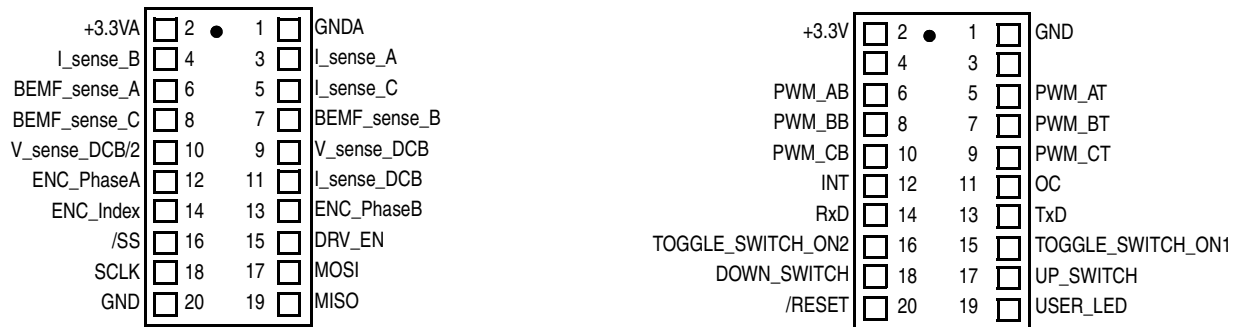 +3.3VA 2 1 GNDA
I_sense_B 4 3 I_sense_A
BEMF_sense_A 6 5 I_sense_C
BEMF_sense_C 8 7 BEMF_sense_B
V_sense_DCB/2 10 9 V_sense_DCB
ENC_PhaseA 12 11 I_sense_DCB
ENC_Index 14 13 ENC_PhaseB
/SS 16 15 DRV_EN
SCLK 18 17 MOSI
GND 20 19 MISO
+3.3V 2 1 GND
4 3
PWM_AB 6 5 PWM_AT
PWM_BB 8 7 PWM_BT
PWM_CB 10 9 PWM_CT
INT 12 11 OC
RxD 14 13 TxD
TOGGLE_SWITCH_ON2 16 15 TOGGLE_SWITCH_ON1
DOWN_SWITCH 18 17 UP_SWITCH
/RESET 20 19 USER_LED